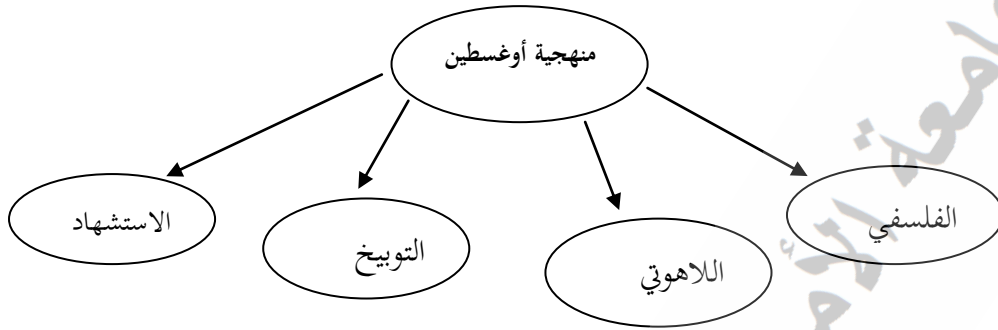 منهجية أوغسطين
الفلسفي
اللاهوتي
التوبيخ
الاستشهاد